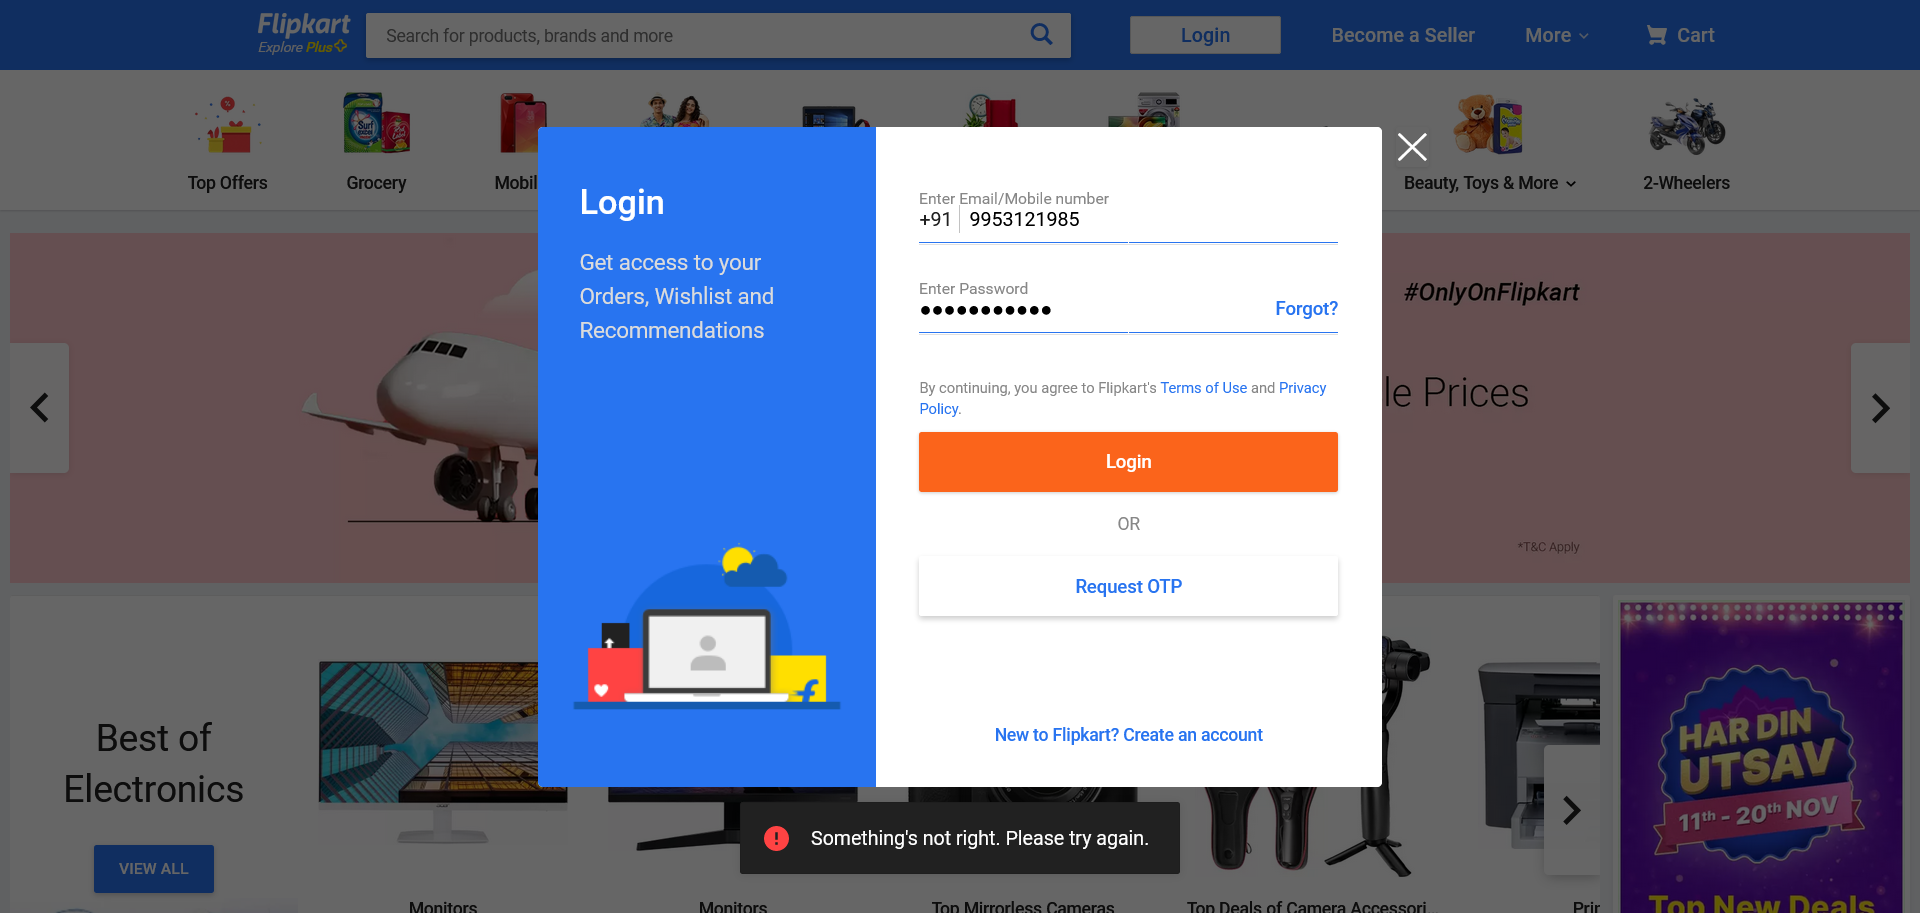 Flipkart
Explore Plus
Search for products, brands and more
Login
Become a Seller
More
Cart
Top Offers
Grocery
Mobil
Beauty, Toys & More
2-Wheelers
Login
Get access to your
Orders, Wishlist and
Recommendations
Enter Email/Mobile number
+91 9953121985
Enter Password
Forgot?
By continuing, you agree to Flipkart's Terms of Use and Privacy
Policy.
Login
OR
Request OTP
New to Flipkart? Create an account
#OnlyOnFlipkart
le Prices
*T&C Apply
Best of
Electronics
VIEW ALL
Something's not right. Please try again.
HAR DIN
UTSAV
11th - 20th NOV
Top New Deals
Monitors
Monitors
Top Mirrorless Cameras
Top Deals of Camera Accessori...
Prin